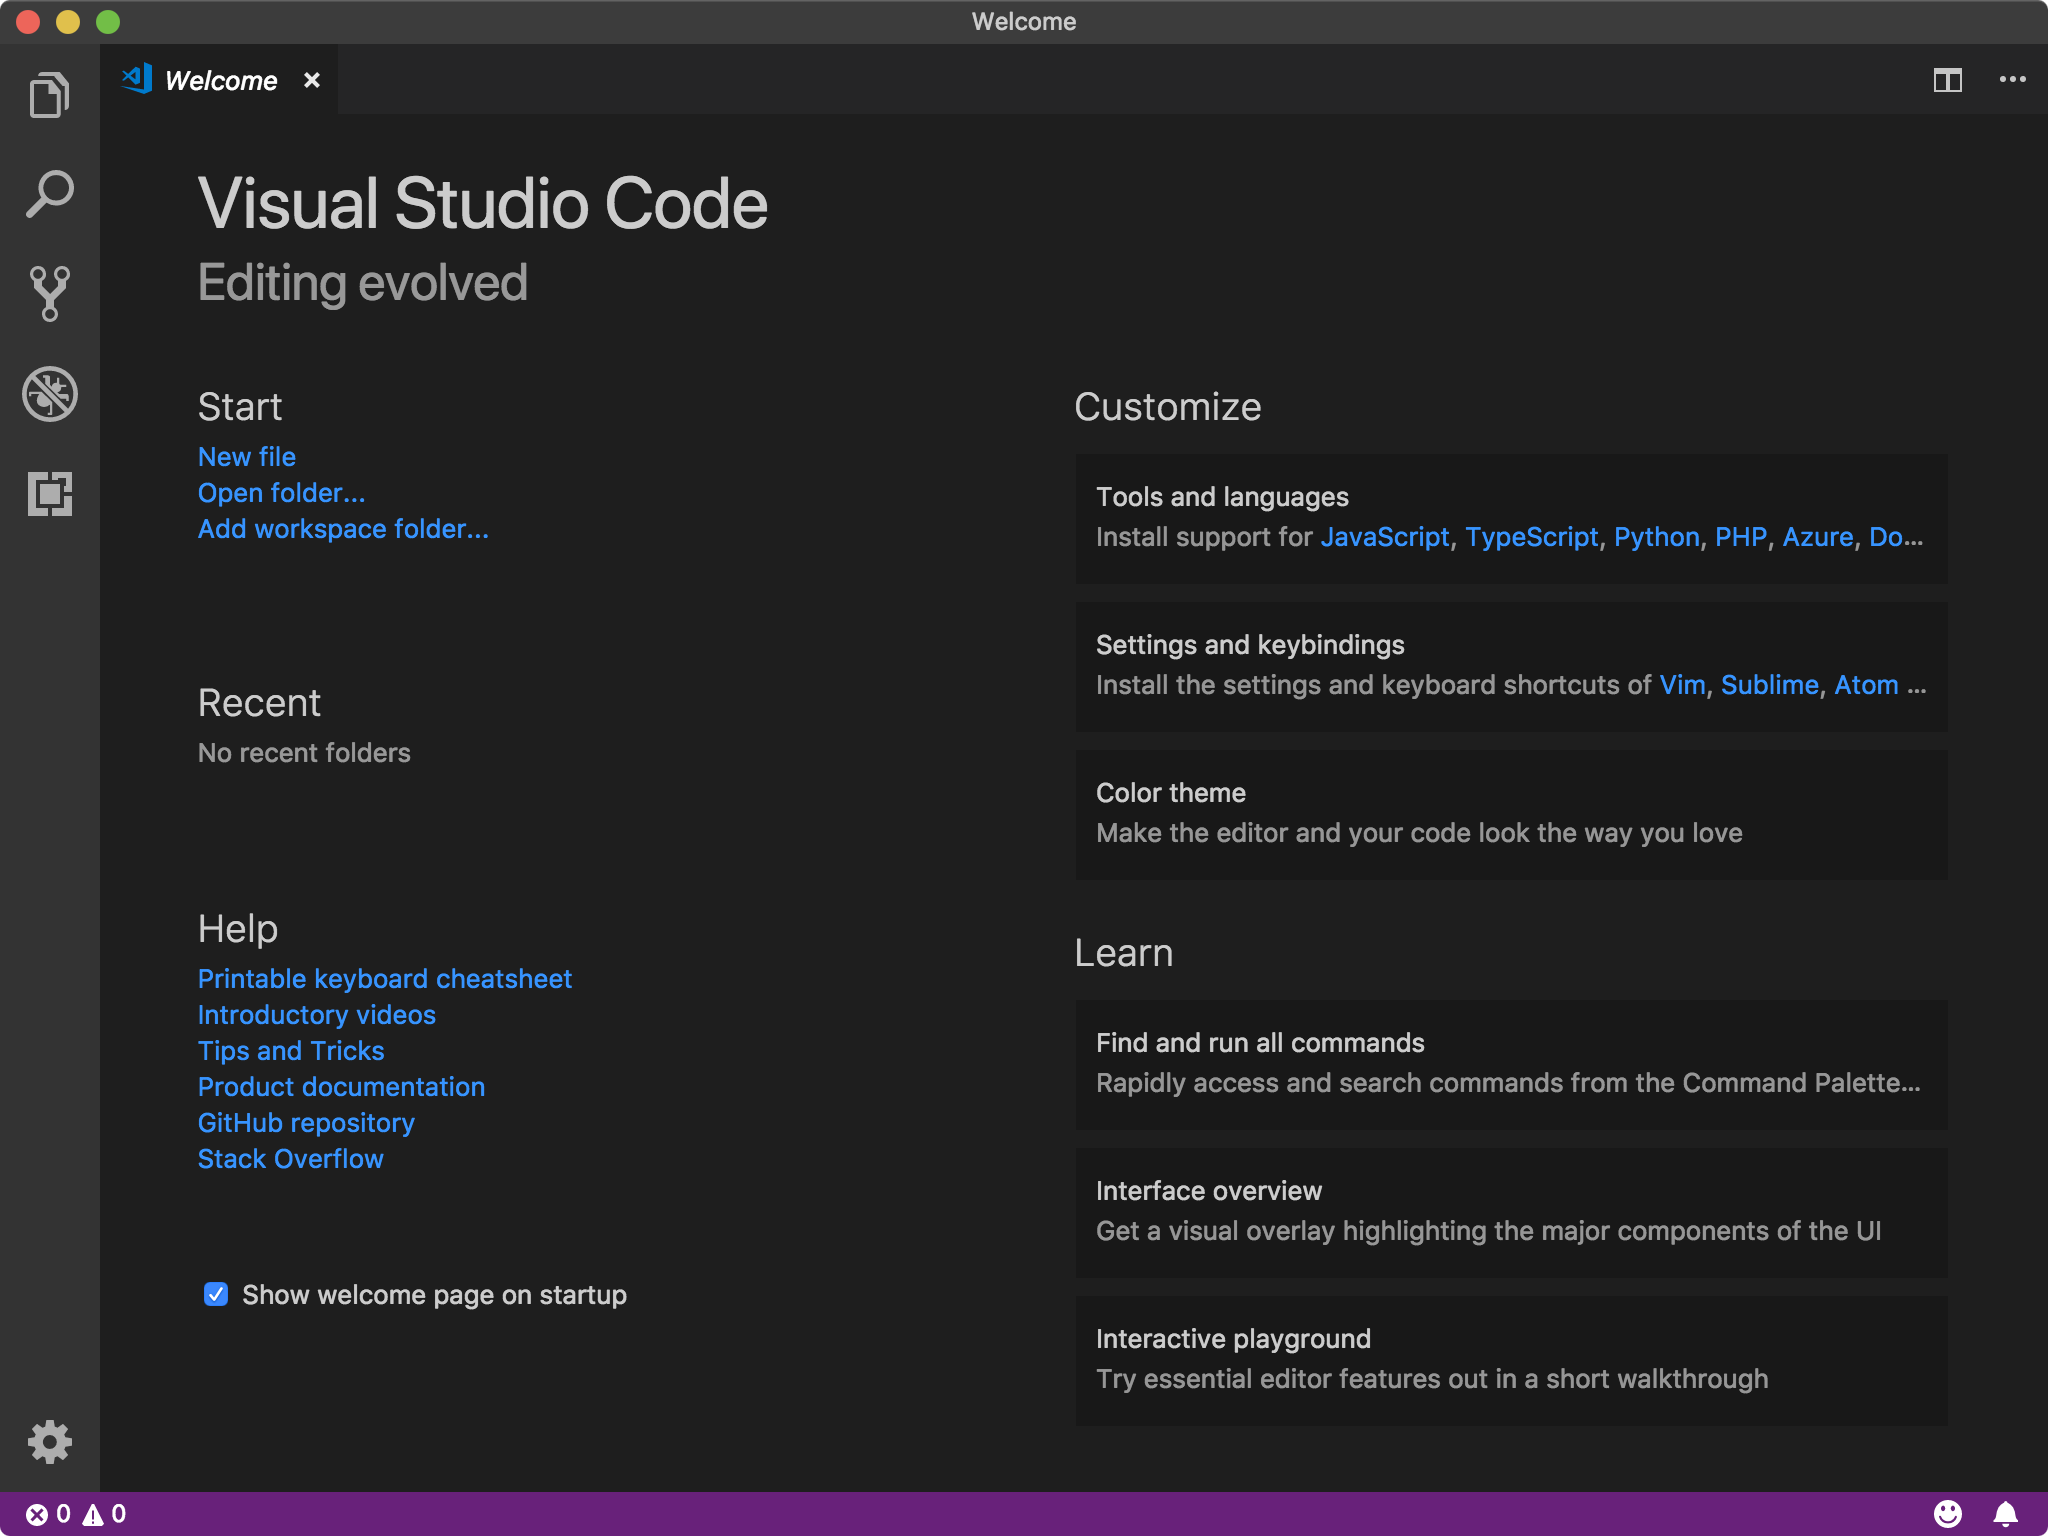 Welcome
Welcome
Visual Studio Code
Editing evolved
Start
New file
Open folder...
Add workspace folder...
Recent
No recent folders
Help
Printable keyboard cheatsheet
Introductory videos
Tips and Tricks
Product documentation
GitHub repository
Stack Overflow
Show welcome page on startup
Customize
Tools and languages
Install support for JavaScript, TypeScript, Python, PHP, Azure, Do...
Settings and keybindings
Install the settings and keyboard shortcuts of Vim, Sublime, Atom ...
Color theme
Make the editor and your code look the way you love
Learn
Find and run all commands
Rapidly access and search commands from the Command Palette...
Interface overview
Get a visual overlay highlighting the major components of the UI
Interactive playground
Try essential editor features out in a short walkthrough
0 0